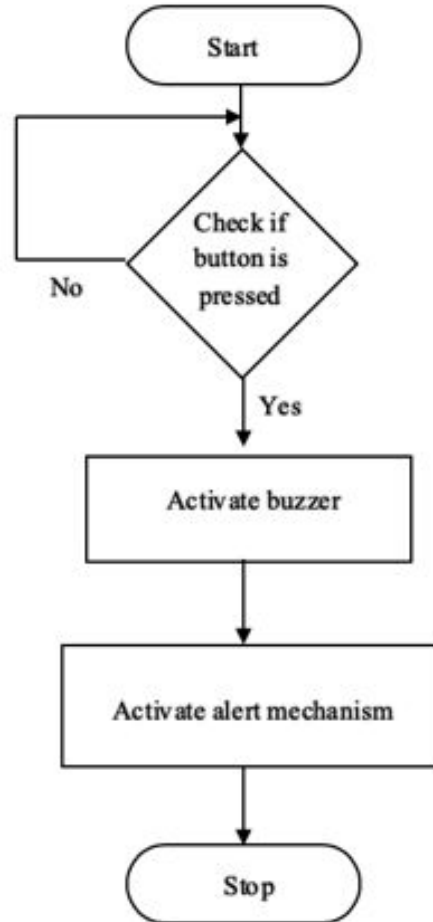 Start
Check if
button is
pressed
No
Yes
Activate buzzer
Activate alert mechanism
Stop